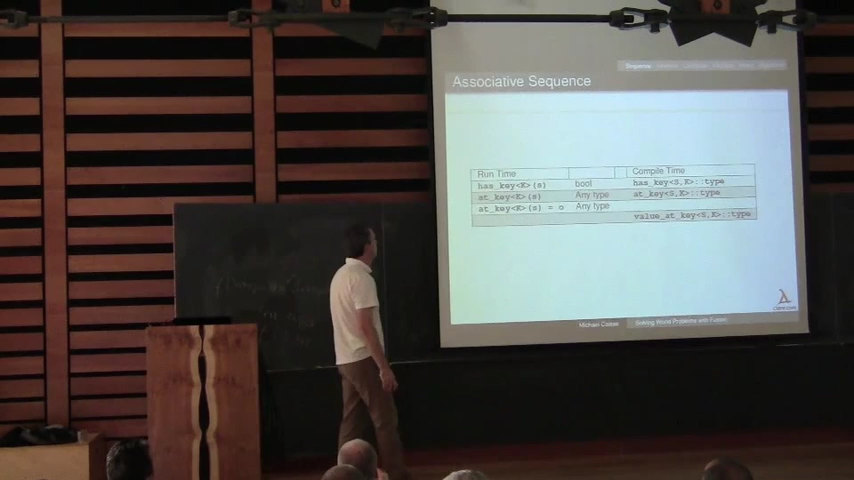 Sequence
Associative Sequence
Run Time Compile Time
has_key<K>(s) bool has_key<S,K>::type
at_key<K>(s) Any type at_key<S,K>::type
at_key<K>(s) = o Any type
value_at_key<S,K>::type
Michael Solving World Problems with Fusion